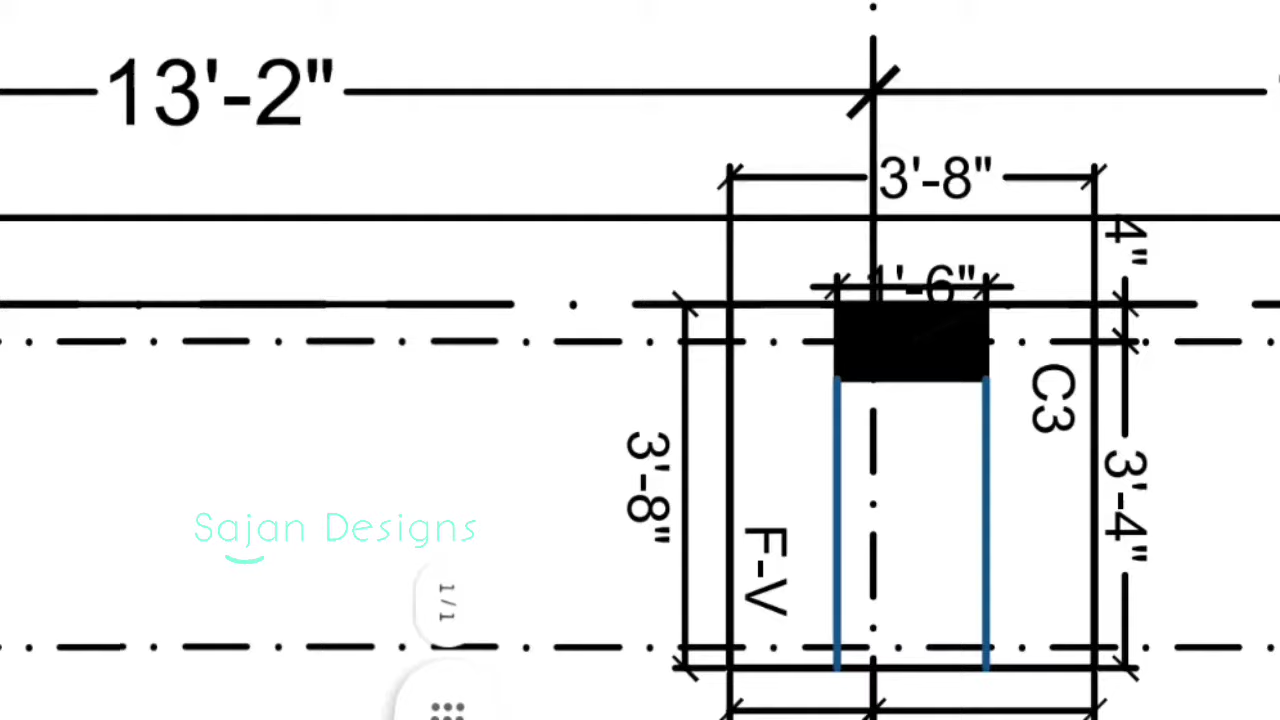 13'-2"
3'-8"
4"
1'-6"
C3
3'-8"
3'-4"
F-V
Sajan Designs
1/1